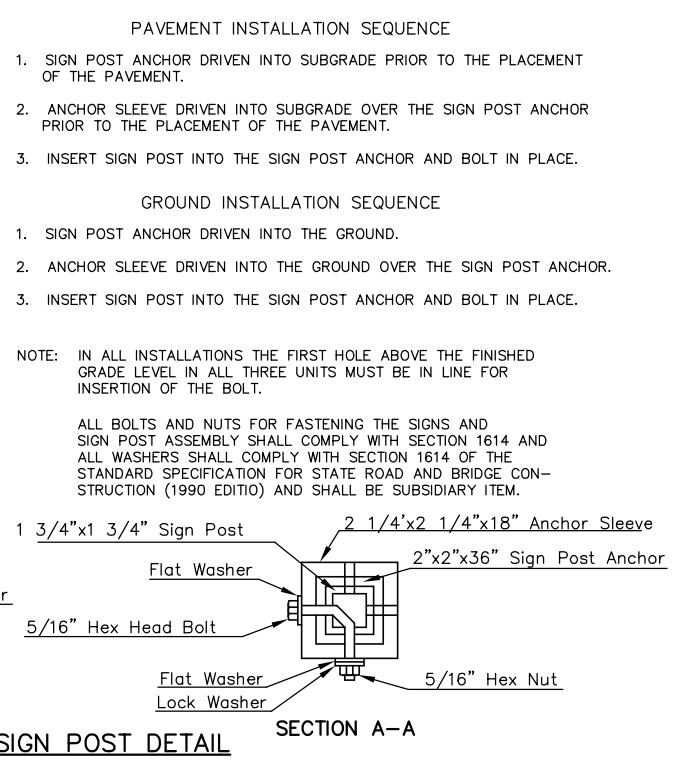 PAVEMENT INSTALLATION SEQUENCE
1. SIGN POST ANCHOR DRIVEN INTO SUBGRADE PRIOR TO THE PLACEMENT
OF THE PAVEMENT.
2. ANCHOR SLEEVE DRIVEN INTO SUBGRADE OVER THE SIGN POST ANCHOR
PRIOR TO THE PLACEMENT OF THE PAVEMENT.
3. INSERT SIGN POST INTO THE SIGN POST ANCHOR AND BOLT IN PLACE.
GROUND INSTALLATION SEQUENCE
1. SIGN POST ANCHOR DRIVEN INTO THE GROUND.
2. ANCHOR SLEEVE DRIVEN INTO THE GROUND OVER THE SIGN POST ANCHOR.
3. INSERT SIGN POST INTO THE SIGN POST ANCHOR AND BOLT IN PLACE.
NOTE: IN ALL INSTALLATIONS THE FIRST HOLE ABOVE THE FINISHED
GRADE LEVEL IN ALL THREE UNITS MUST BE IN LINE FOR
INSERTION OF THE BOLT.
ALL BOLTS AND NUTS FOR FASTENING THE SIGNS AND
SIGN POST ASSEMBLY SHALL COMPLY WITH SECTION 1614 AND
ALL WASHERS SHALL COMPLY WITH SECTION 1614 OF THE
STANDARD SPECIFICATION FOR STATE ROAD AND BRIDGE CON-
STRUCTION (1990 EDITIO) AND SHALL BE SUBSIDIARY ITEM.
1 3/4"x1 3/4" Sign Post
2 1/4'x2 1/4"x18" Anchor Sleeve
Flat Washer
2"x2"x36" Sign Post Anchor
r
5/16" Hex Head Bolt
Flat Washer
5/16" Hex Nut
Lock Washer
SECTION A-A
SIGN POST DETAIL